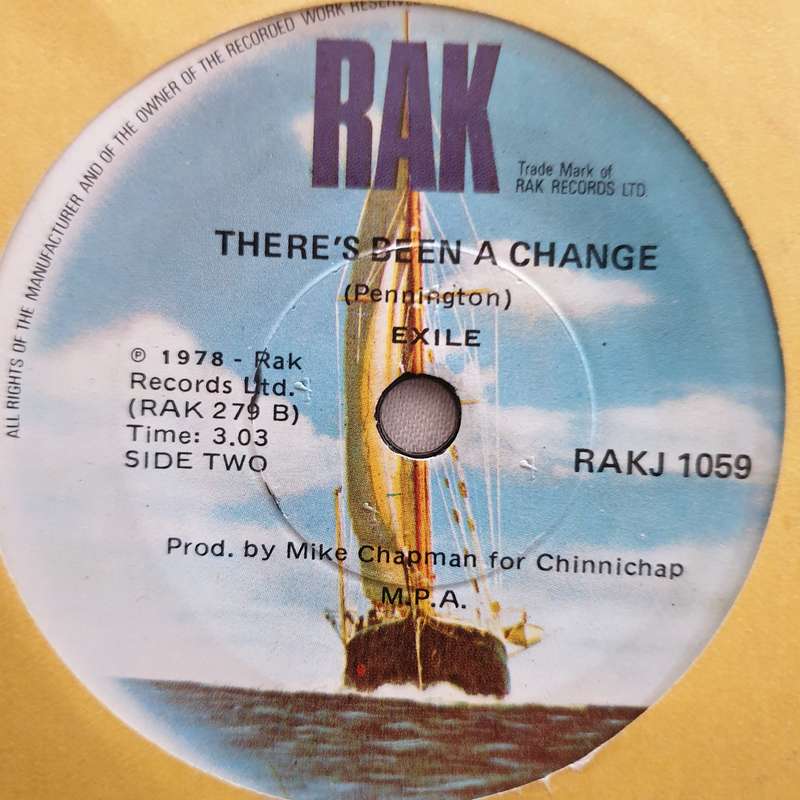 ALL RIGHTS OF THE MANUFACTURER AND OF THE OWNER OF THE RECORDED WORK RESERVED
RAK
Trade Mark of
RAK RECORDS LTD.
THERE'S BEEN A CHANGE
(Pennington)
EXILE
℗ 1978 - Rak
Records Ltd.
(RAK 279 B)
Time: 3.03
SIDE TWO
RAKJ 1059
Prod. by Mike Chapman for Chinnichap
M.P.A.